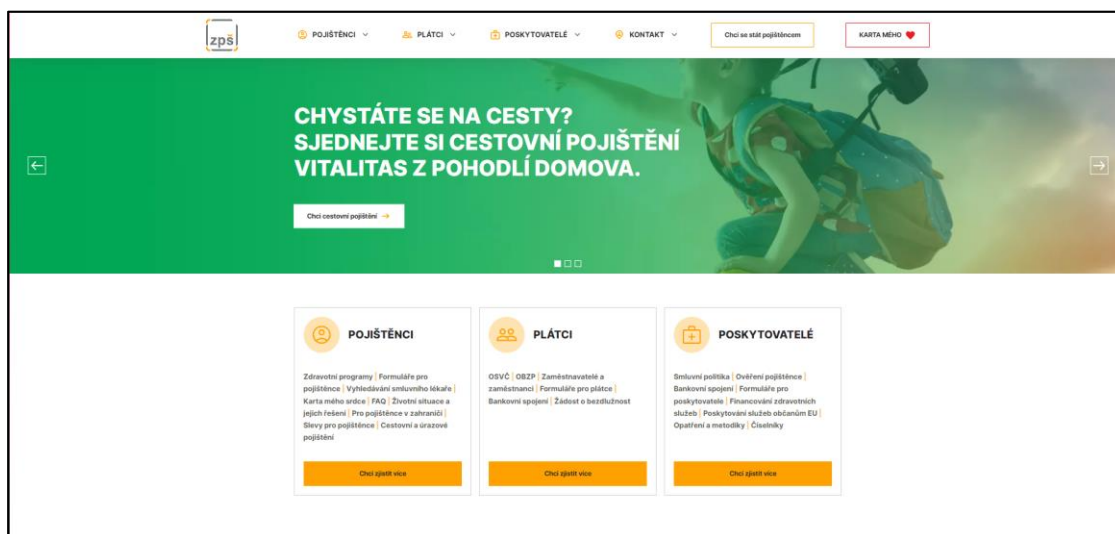 zpš
POJIŠTĚNCI
PLÁTCI
POSKYTOVATELÉ
KONTAKT
Chci se stát pojištěncem
KARTA MÉHO
CHYSTÁTE SE NA CESTY?
SJEDNEJTE SI CESTOVNÍ POJIŠTĚNÍ
VITALITAS Z POHODLÍ DOMOVA.
Chci cestovní pojištění
POJIŠTĚNCI
Zdravotní programy | Formuláře pro
pojištěnce | Vyhledávání smluvního lékaře |
Karta mého srdce | FAQ | Životní situace a
jejich řešení | Pro pojištěnce v zahraničí |
Slevy pro pojištěnce | Cestovní a úrazové
pojištění
Chci zjistit více
PLÁTCI
OSVČ | OBZP | Zaměstnavatelé a
zaměstnanci | Formuláře pro plátce |
Bankovní spojení | Žádost o bezdlužnost
Chci zjistit více
POSKYTOVATELÉ
Smluvní politika | Ověření pojištěnce |
Bankovní spojení | Formuláře pro
poskytovatele | Financování zdravotních
služeb | Poskytování služeb občanům EU |
Opatření a metodiky | Číselníky
Chci zjistit více